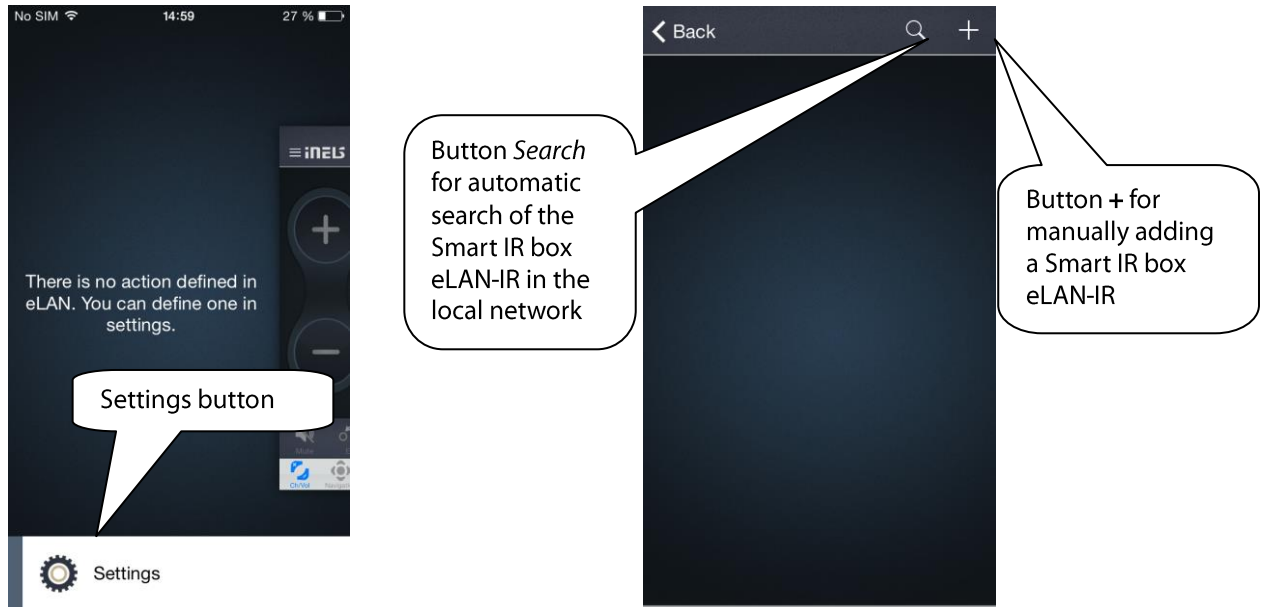 No SIM 14:59 27 %
≡ iNELS
There is no action defined in
eLAN. You can define one in
settings.
Settings button
Mute
Ch/Vol
Settings
Back
Button Search
for automatic
search of the
Smart IR box
eLAN-IR in the
local network
Button + for
manually adding
a Smart IR box
eLAN-IR